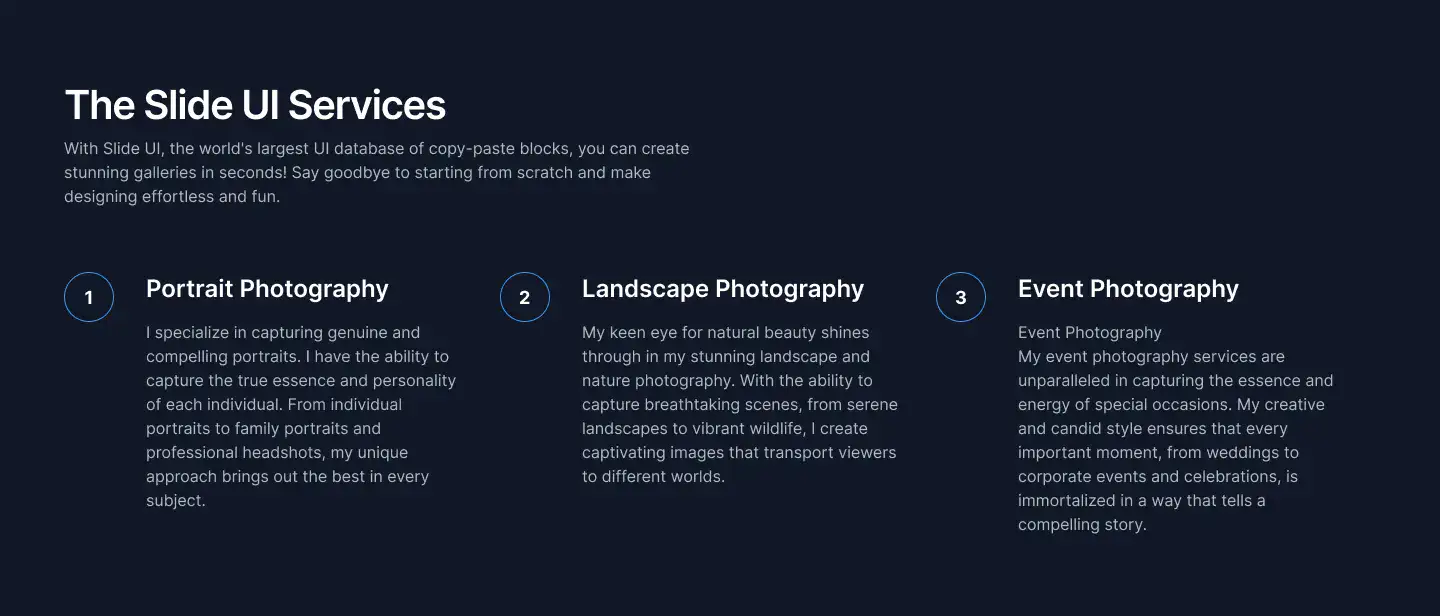 The Slide UI Services
With Slide UI, the world's largest UI database of copy-paste blocks, you can create
stunning galleries in seconds! Say goodbye to starting from scratch and make
designing effortless and fun.
1
Portrait Photography
I specialize in capturing genuine and
compelling portraits. I have the ability to
capture the true essence and personality
of each individual. From individual
portraits to family portraits and
professional headshots, my unique
approach brings out the best in every
subject.
2
Landscape Photography
My keen eye for natural beauty shines
through in my stunning landscape and
nature photography. With the ability to
capture breathtaking scenes, from serene
landscapes to vibrant wildlife, I create
captivating images that transport viewers
to different worlds.
3
Event Photography
Event Photography
My event photography services are
unparalleled in capturing the essence and
energy of special occasions. My creative
and candid style ensures that every
important moment, from weddings to
corporate events and celebrations, is
immortalized in a way that tells a
compelling story.